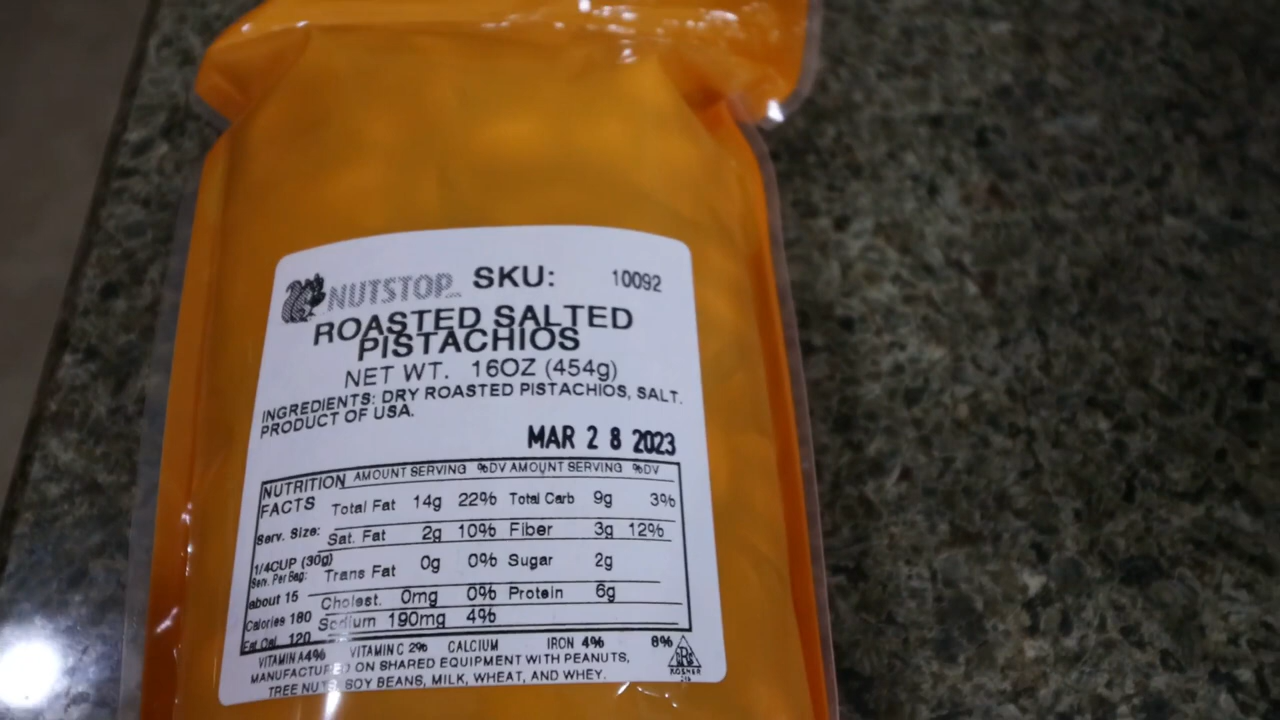 NUTSTOP SKU: 10092
ROASTED SALTED
PISTACHIOS
NET WT. 16OZ (454g)
INGREDIENTS: DRY ROASTED PISTACHIOS, SALT.
PRODUCT OF USA.
MAR 28 2023
NUTRITION FACTS
AMOUNT SERVING %DV AMOUNT SERVING %DV
Total Fat 14g 22% Total Carb 9g 3%
Serv. Size: Sat. Fat 2g 10% Fiber 3g 12%
1/4CUP (30g)
Serv. Per Bag: Trans Fat 0g 0% Sugar 2g
about 15 Cholest. 0mg 0% Protein 6g
Calories 180 Sodium 190mg 4%
Fat Cal. 120
VITAMIN A 4% VITAMIN C 2% CALCIUM IRON 4% 8%
MANUFACTURED ON SHARED EQUIPMENT WITH PEANUTS,
TREE NUTS, SOY BEANS, MILK, WHEAT, AND WHEY.
KOSHER